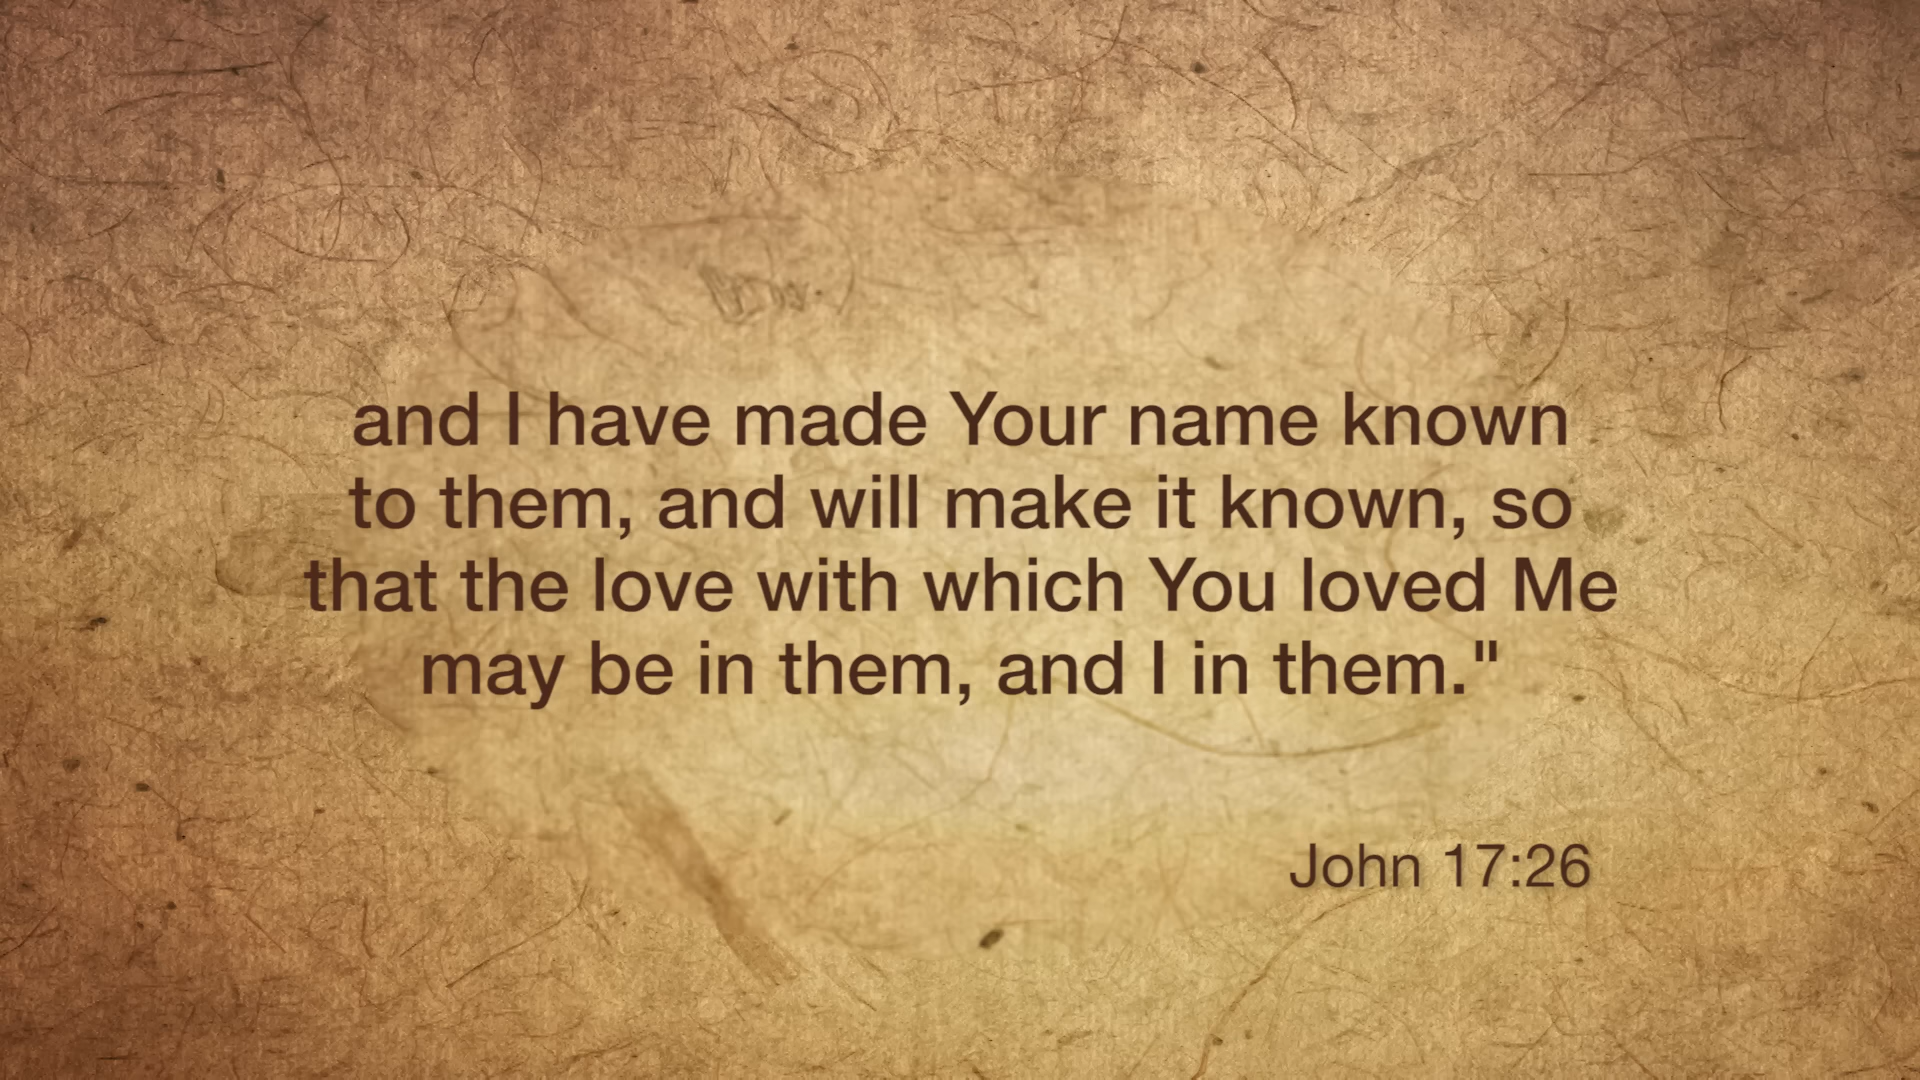 and I have made Your name known
to them, and will make it known, so
that the love with which You loved Me
may be in them, and I in them."
John 17:26